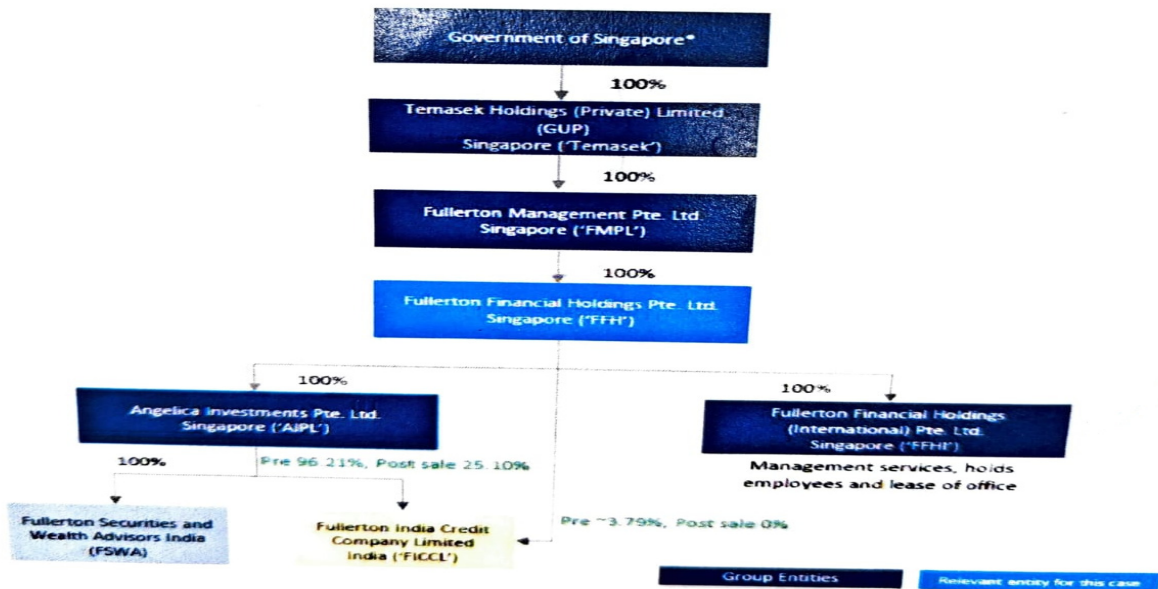 Government of Singapore*
100%
Temasek Holdings (Private) Limited
(GUP)
Singapore ('Temasek')
100%
Fullerton Management Pte. Ltd.
Singapore ('FMPL')
100%
Fullerton Financial Holdings Pte. Ltd.
Singapore ('FFH')
100%
100%
Angelica Investments Pte. Ltd.
Singapore ('AIPL')
Fullerton Financial Holdings
(International) Pte. Ltd.
Singapore ('FFHI')
Management services, holds
employees and lease of office
100%
Pre 96.21%, Post sale 25.10%
Fullerton Securities and
Wealth Advisors India
(FSWA)
Fullerton India Credit
Company Limited
India ('FICCL')
Pre ~3.79%, Post sale 0%
Group Entities
Relevant entity for this case